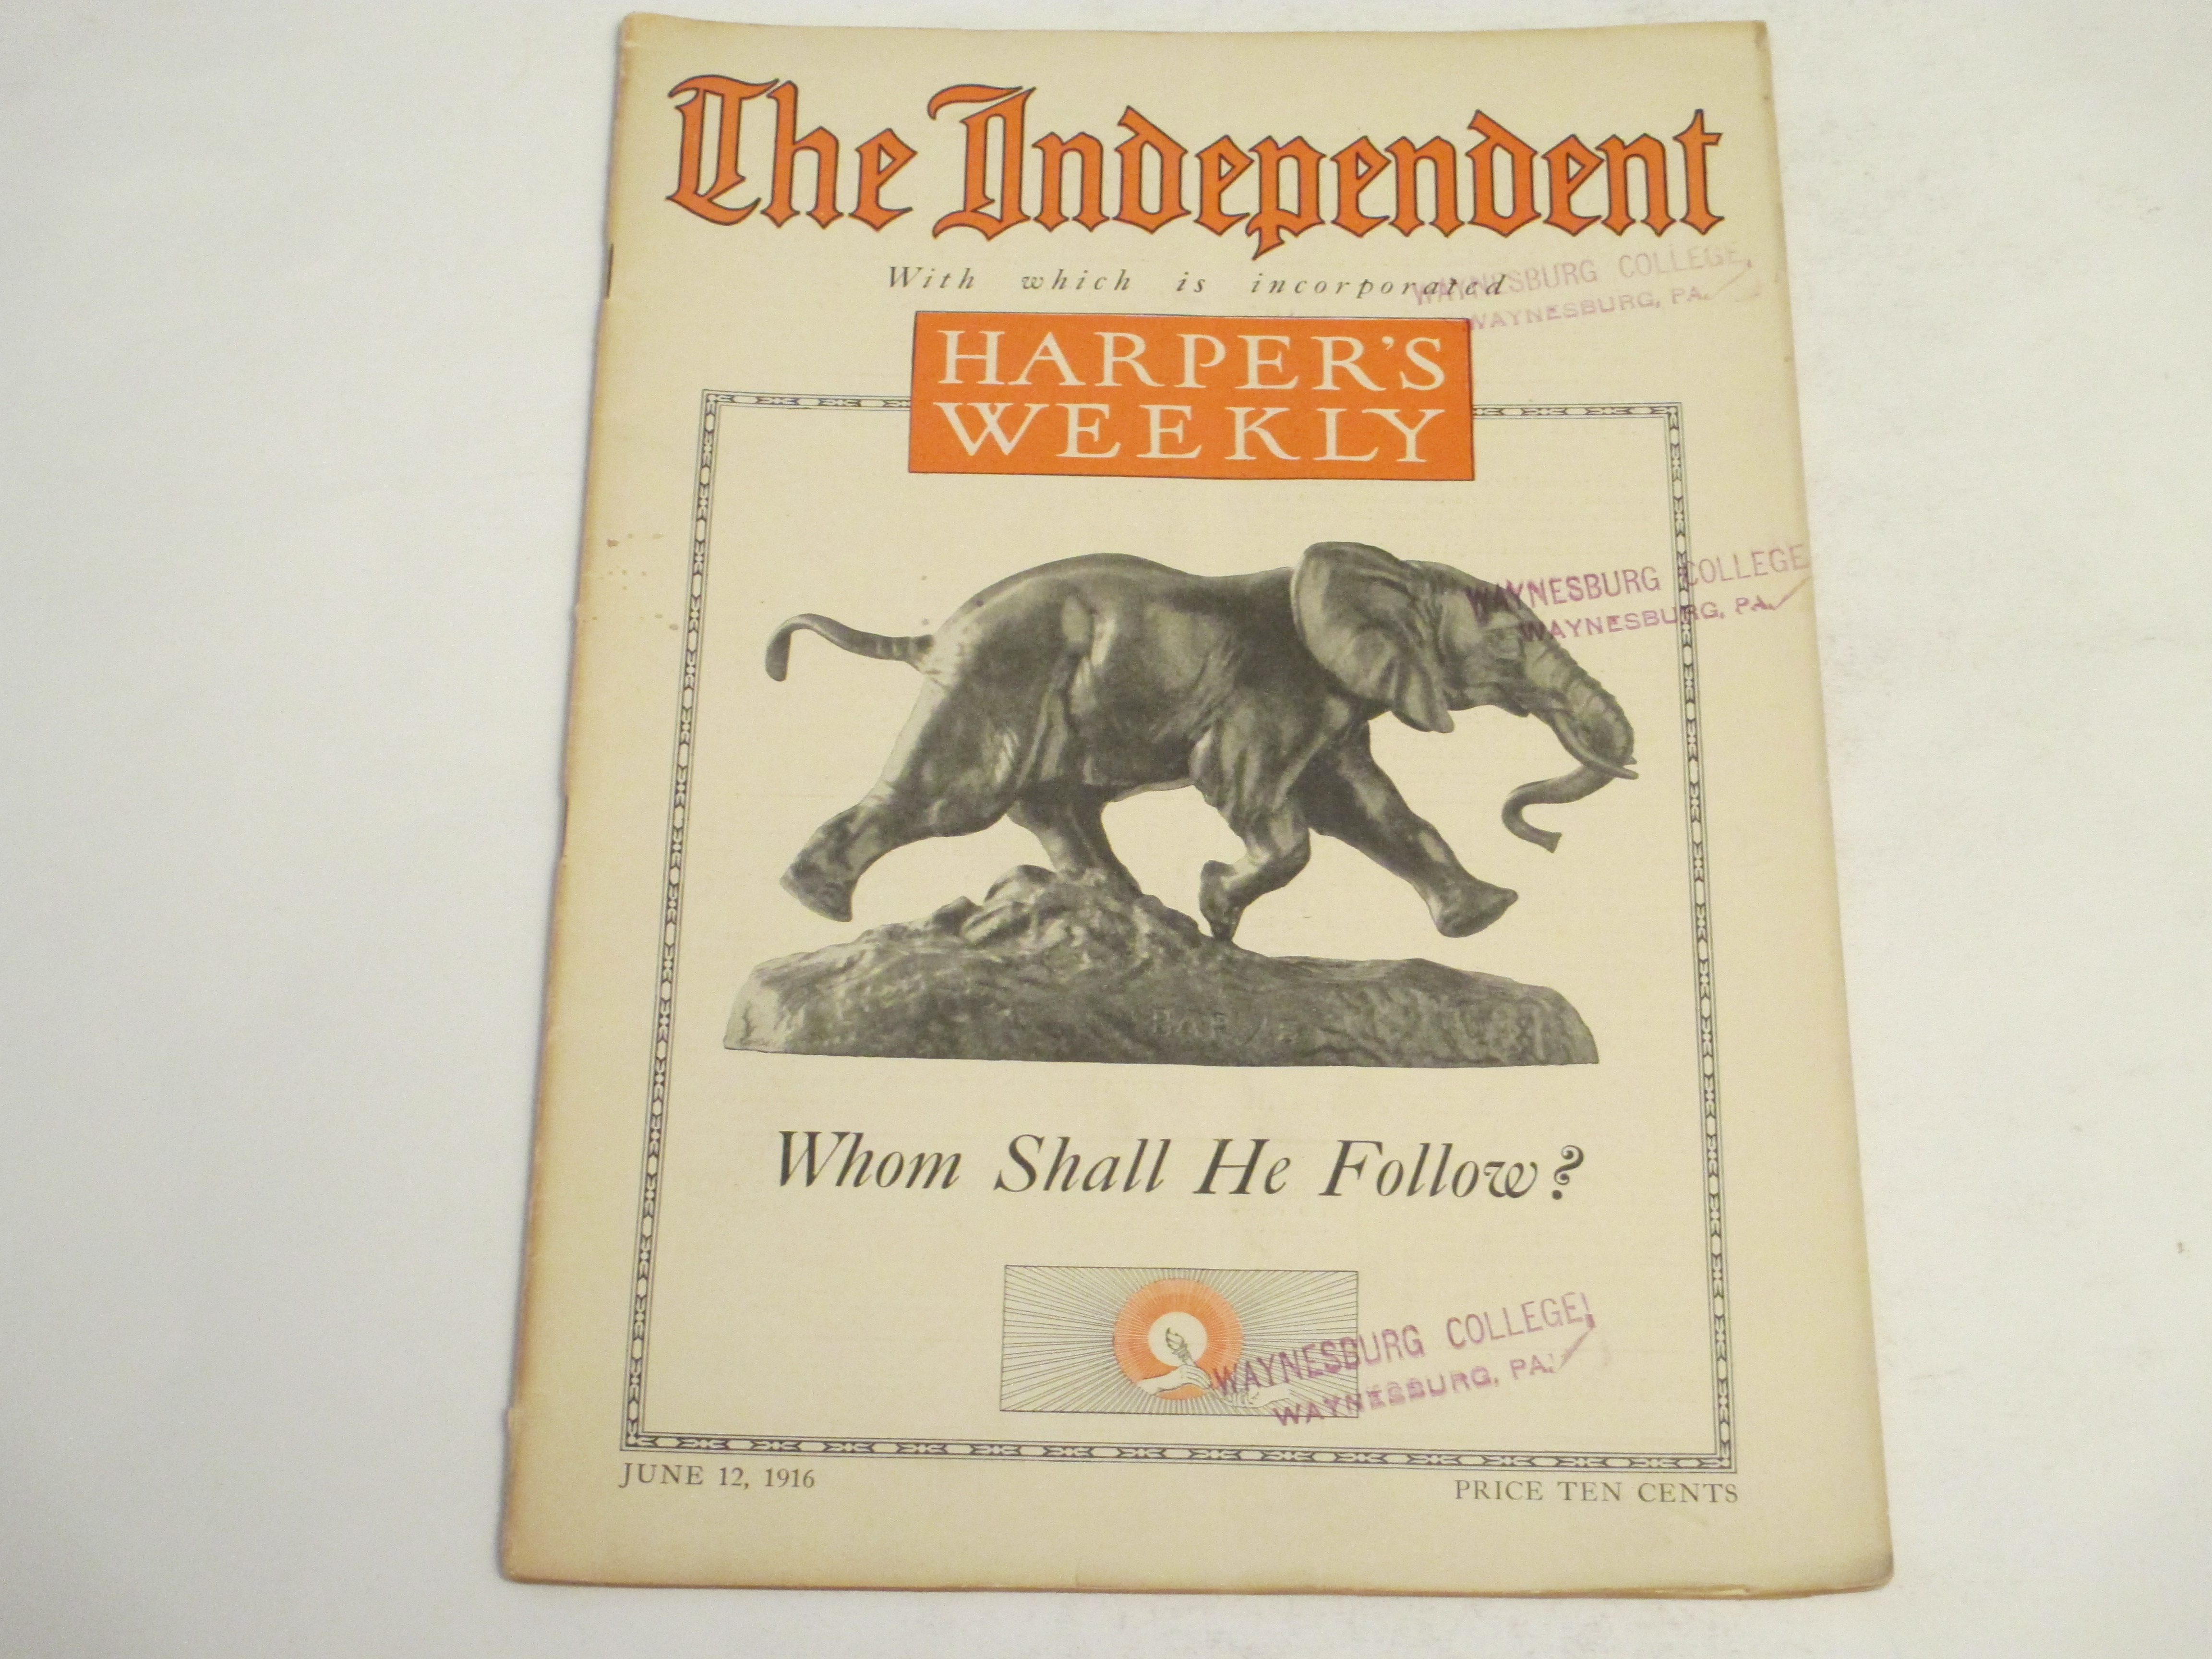 The Independent
With which is incorporated
WAYNESBURG COLLEGE,
WAYNESBURG, PA.
HARPER'S
WEEKLY
WAYNESBURG COLLEGE
WAYNESBURG, PA.
Whom Shall He Follow?
WAYNESBURG COLLEGE,
WAYNESBURG, PA.
JUNE 12, 1916
PRICE TEN CENTS